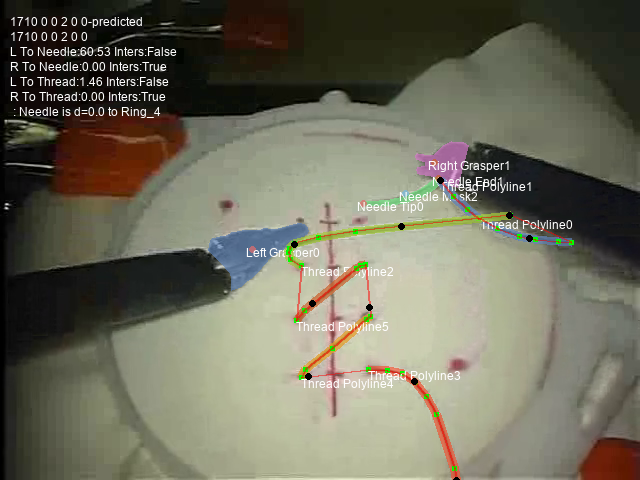 1710 0 0 2 0 0-predicted
1710 0 0 2 0 0
L To Needle:60.53 Inters:False
R To Needle:0.00 Inters:True
L To Thread:1.46 Inters:False
R To Thread:0.00 Inters:True
: Needle is d=0.0 to Ring_4
Right Grasper1
Needle End1
Thread Polyline1
Needle Mask2
Needle Tip0
Thread Polyline0
Left Grasper0
Thread Polyline2
Thread Polyline5
Thread Polyline3
Thread Polyline4